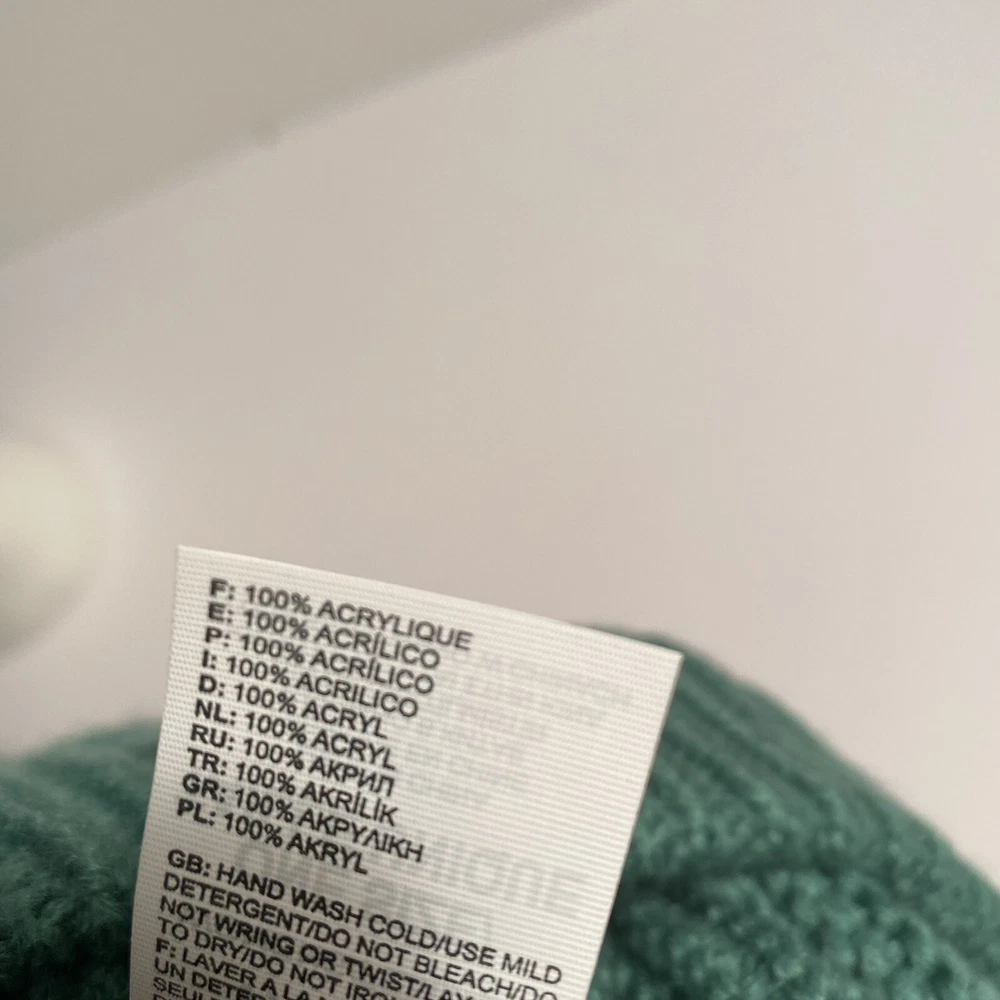 F: 100% ACRYLIQUE
E: 100% ACRÍLICO
P: 100% ACRÍLICO
I: 100% ACRILICO
D: 100% ACRYL
NL: 100% ACRYL
RU: 100% АКРИЛ
TR: 100% AKRİLİK
GR: 100% ΑΚΡΥΛΙΚΗ
PL: 100% AKRYL
GB: HAND WASH COLD/USE MILD
DETERGENT/DO NOT BLEACH/DO
NOT WRING OR TWIST/LAY
TO DRY/DO NOT IRON
F: LAVER A LA
UN DETER